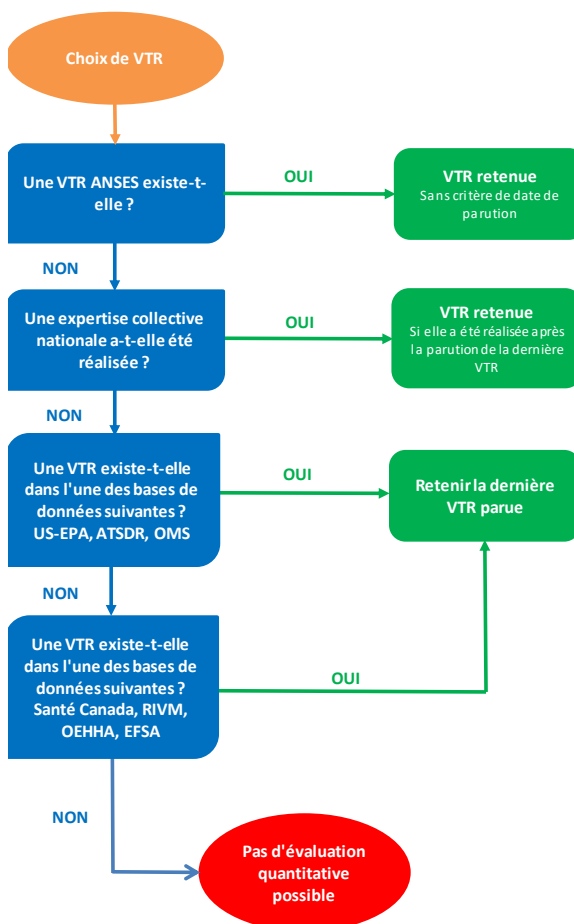 Choix de VTR
Une VTR ANSES existe-t-
elle ?
OUI
VTR retenue
Sans critère de date de
parution
NON
Une expertise collective
nationale a-t-elle été
réalisée ?
OUI
VTR retenue
Si elle a été réalisée après
la parution de la dernière
VTR
NON
Une VTR existe-t-elle
dans l'une des bases de
données suivantes ?
US-EPA, ATSDR, OMS
OUI
Retenir la dernière
VTR parue
NON
Une VTR existe-t-elle
dans l'une des bases de
données suivantes ?
Santé Canada, RIVM,
OEHHA, EFSA
OUI
NON
Pas d'évaluation
quantitative
possible